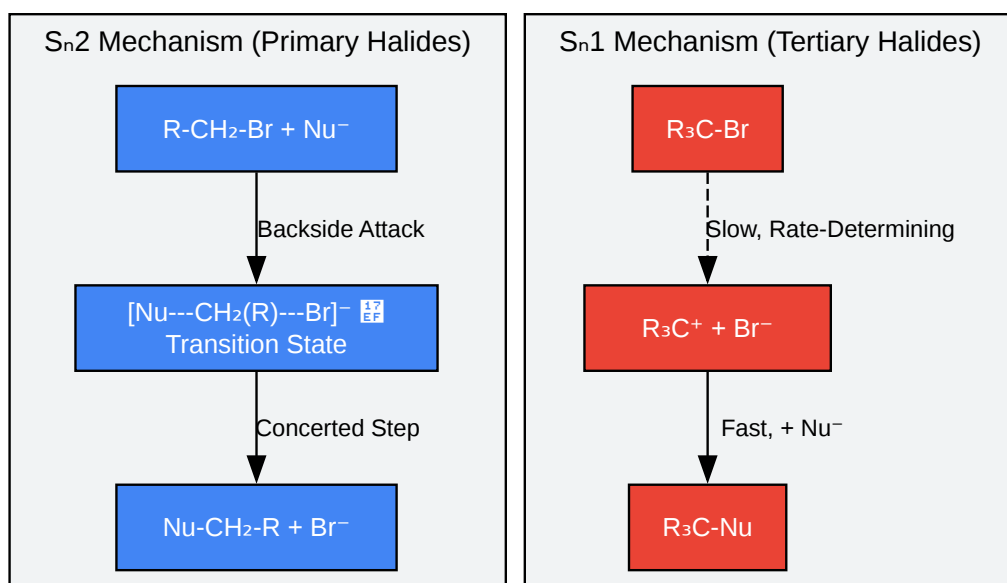 Sₙ2 Mechanism (Primary Halides)
R-CH₂-Br + Nu⁻
Backside Attack
[Nu---CH₂(R)---Br]⁻
Transition State
Concerted Step
Nu-CH₂-R + Br⁻
Sₙ1 Mechanism (Tertiary Halides)
R₃C-Br
Slow, Rate-Determining
R₃C⁺ + Br⁻
Fast, + Nu⁻
R₃C-Nu